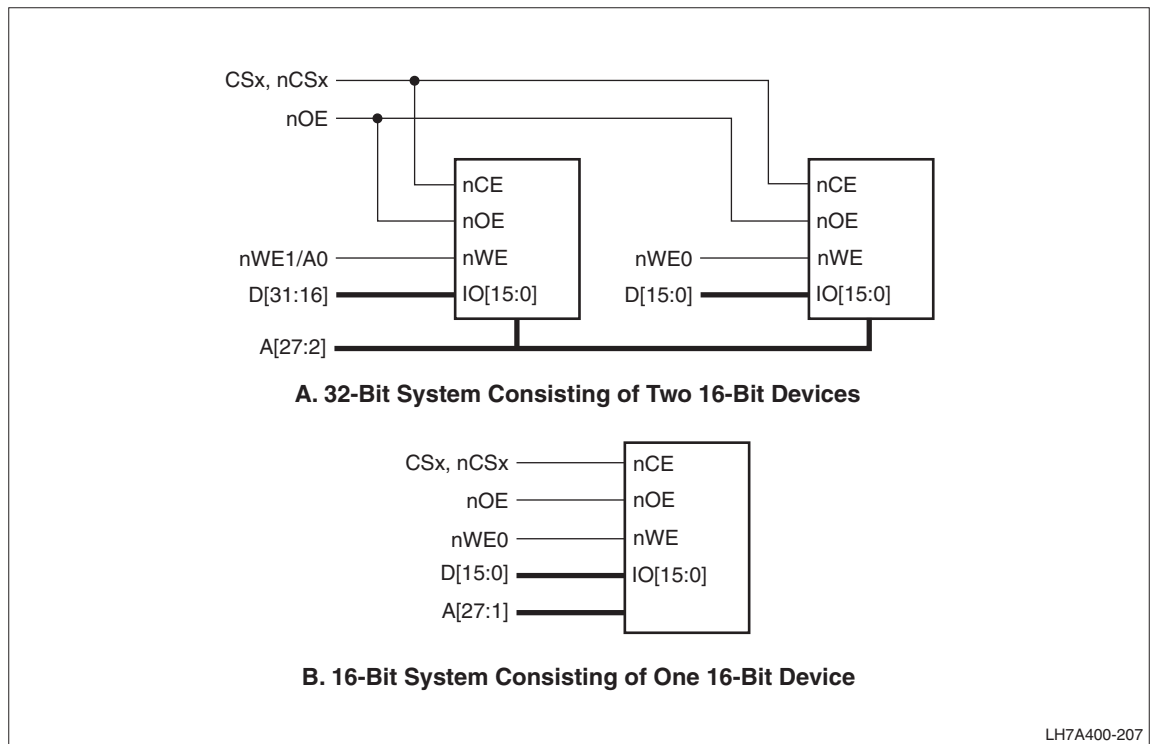 CSx, nCSx
nOE
nCE
nOE
nWE1/A0
nWE
D[31:16]
IO[15:0]
nCE
nOE
nWE0
nWE
D[15:0]
IO[15:0]
A[27:2]
A. 32-Bit System Consisting of Two 16-Bit Devices
CSx, nCSx
nCE
nOE
nOE
nWE0
nWE
D[15:0]
IO[15:0]
A[27:1]
B. 16-Bit System Consisting of One 16-Bit Device
LH7A400-207